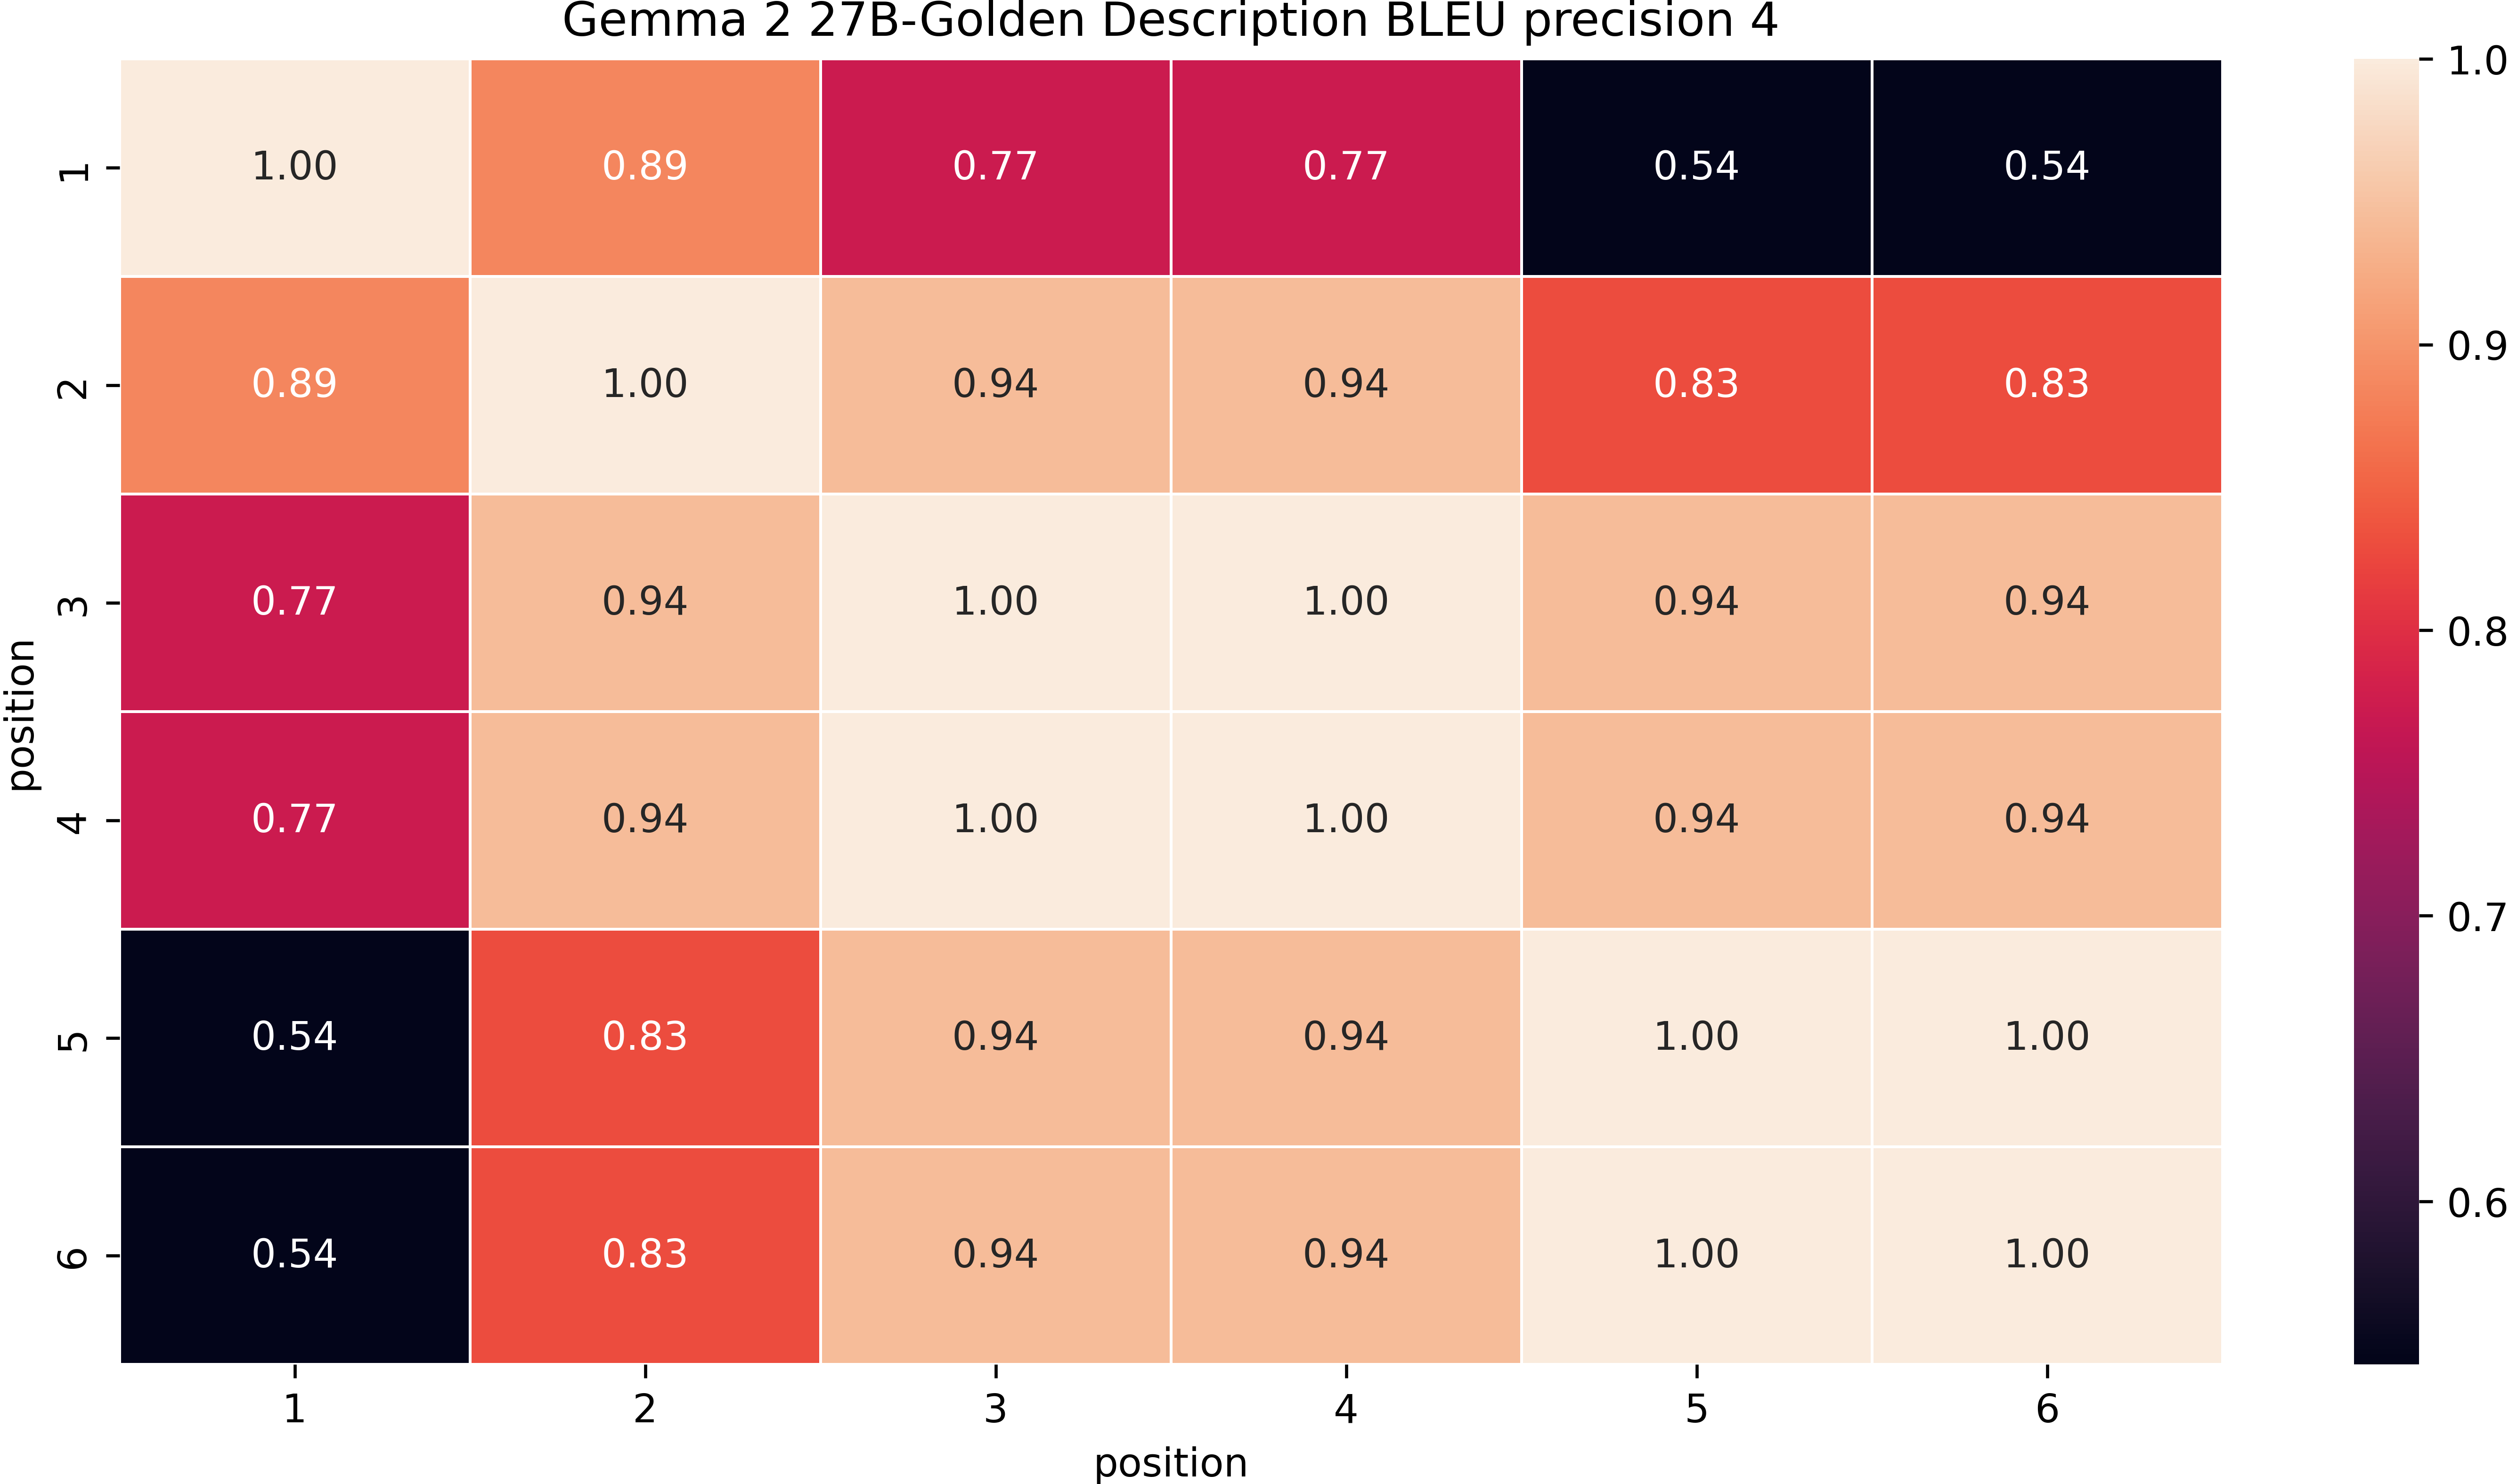 Gemma 2 27B-Golden Description BLEU precision 4
1 1.00 0.89 0.77 0.77 0.54 0.54
2 0.89 1.00 0.94 0.94 0.83 0.83
3 0.77 0.94 1.00 1.00 0.94 0.94
4 0.77 0.94 1.00 1.00 0.94 0.94
5 0.54 0.83 0.94 0.94 1.00 1.00
6 0.54 0.83 0.94 0.94 1.00 1.00
position
1 2 3 4 5 6
position
1.0
0.9
0.8
0.7
0.6